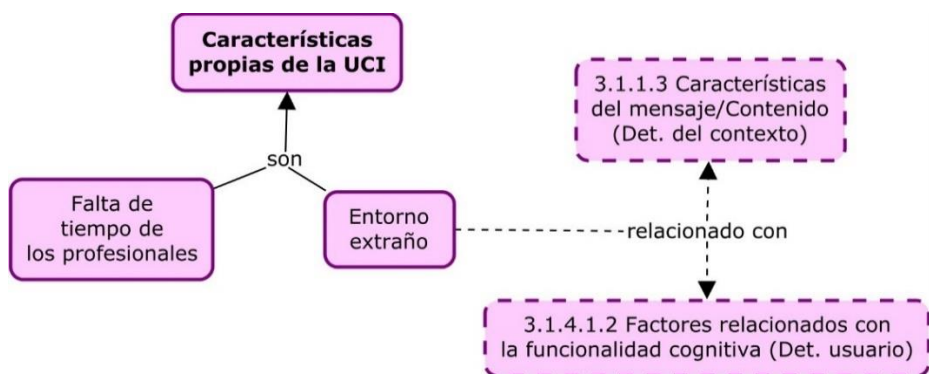 Características
propias de la UCI
son
Falta de
tiempo de
los profesionales
Entorno
extraño
relacionado con
3.1.1.3 Características
del mensaje/Contenido
(Det. del contexto)
3.1.4.1.2 Factores relacionados con
la funcionalidad cognitiva (Det. usuario)